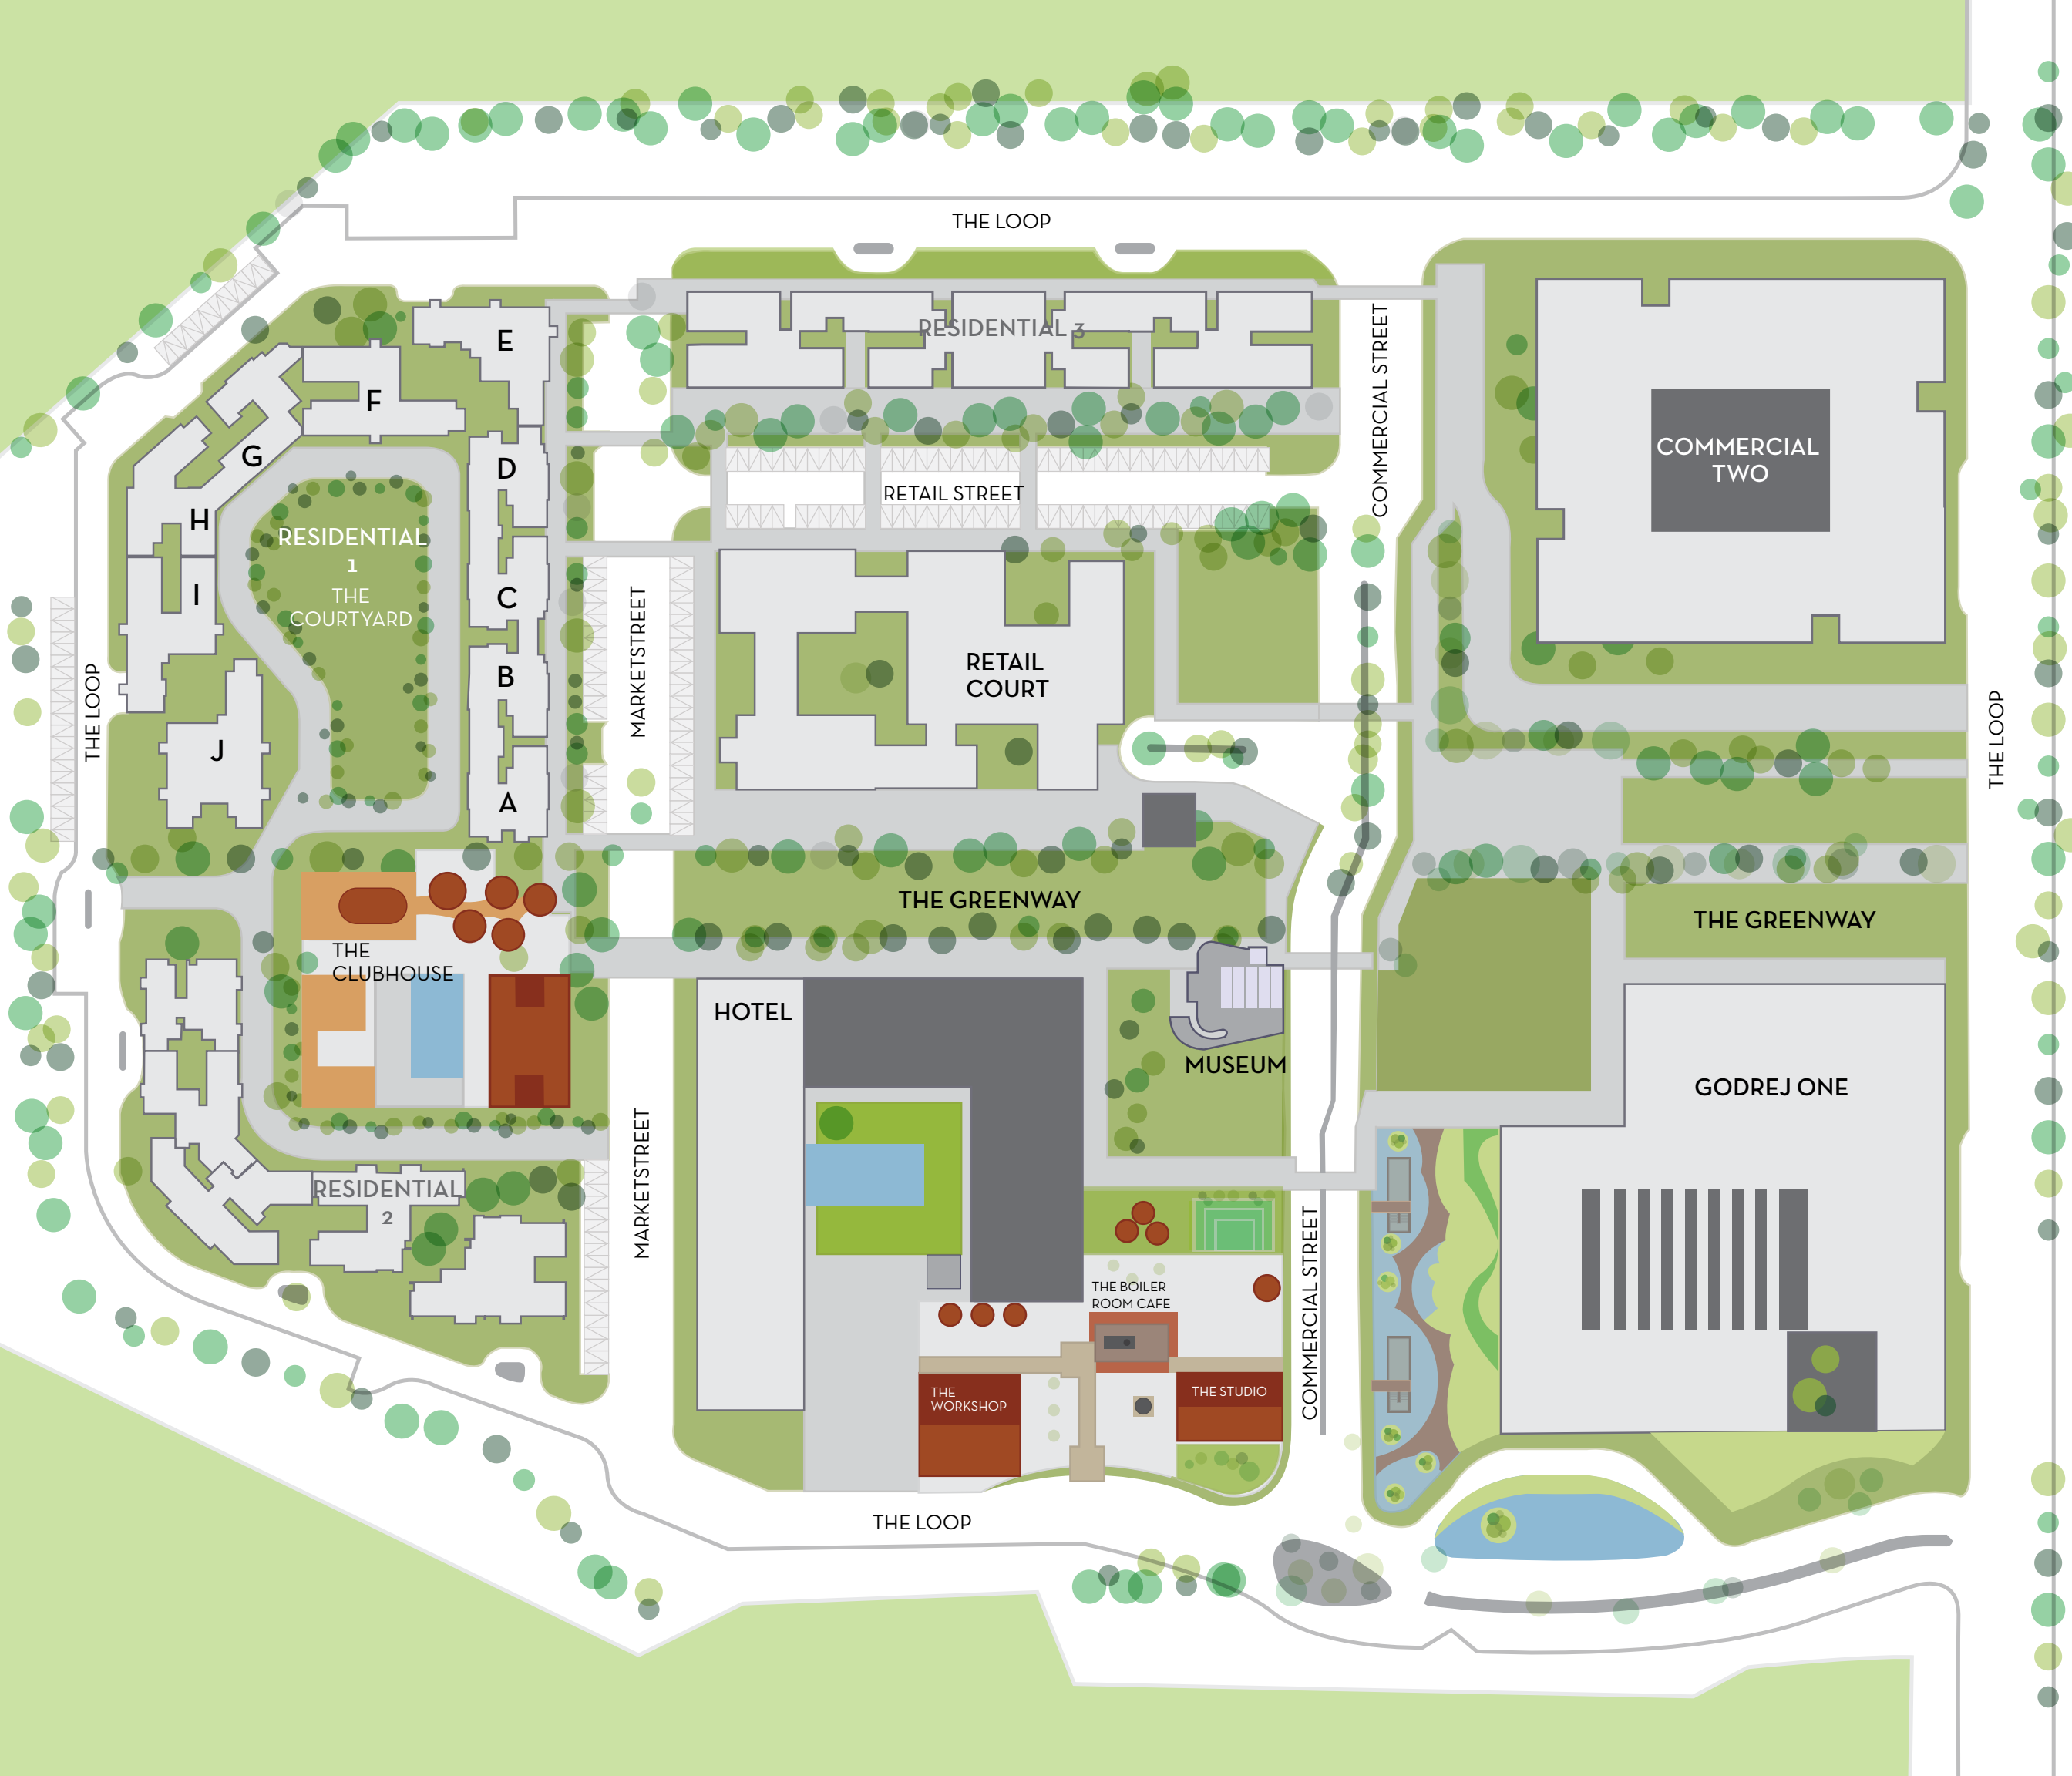 THE LOOP
RESIDENTIAL 3
COMMERCIAL STREET
E
F
G
D
H
I
C
B
J
A
RESIDENTIAL
1
THE
COURTYARD
RETAIL STREET
COMMERCIAL
TWO
MARKETSTREET
RETAIL
COURT
THE LOOP
THE LOOP
THE GREENWAY
THE GREENWAY
THE
CLUBHOUSE
HOTEL
MUSEUM
GODREJ ONE
MARKETSTREET
RESIDENTIAL
2
COMMERCIAL STREET
THE BOILER
ROOM CAFE
THE
WORKSHOP
THE STUDIO
THE LOOP